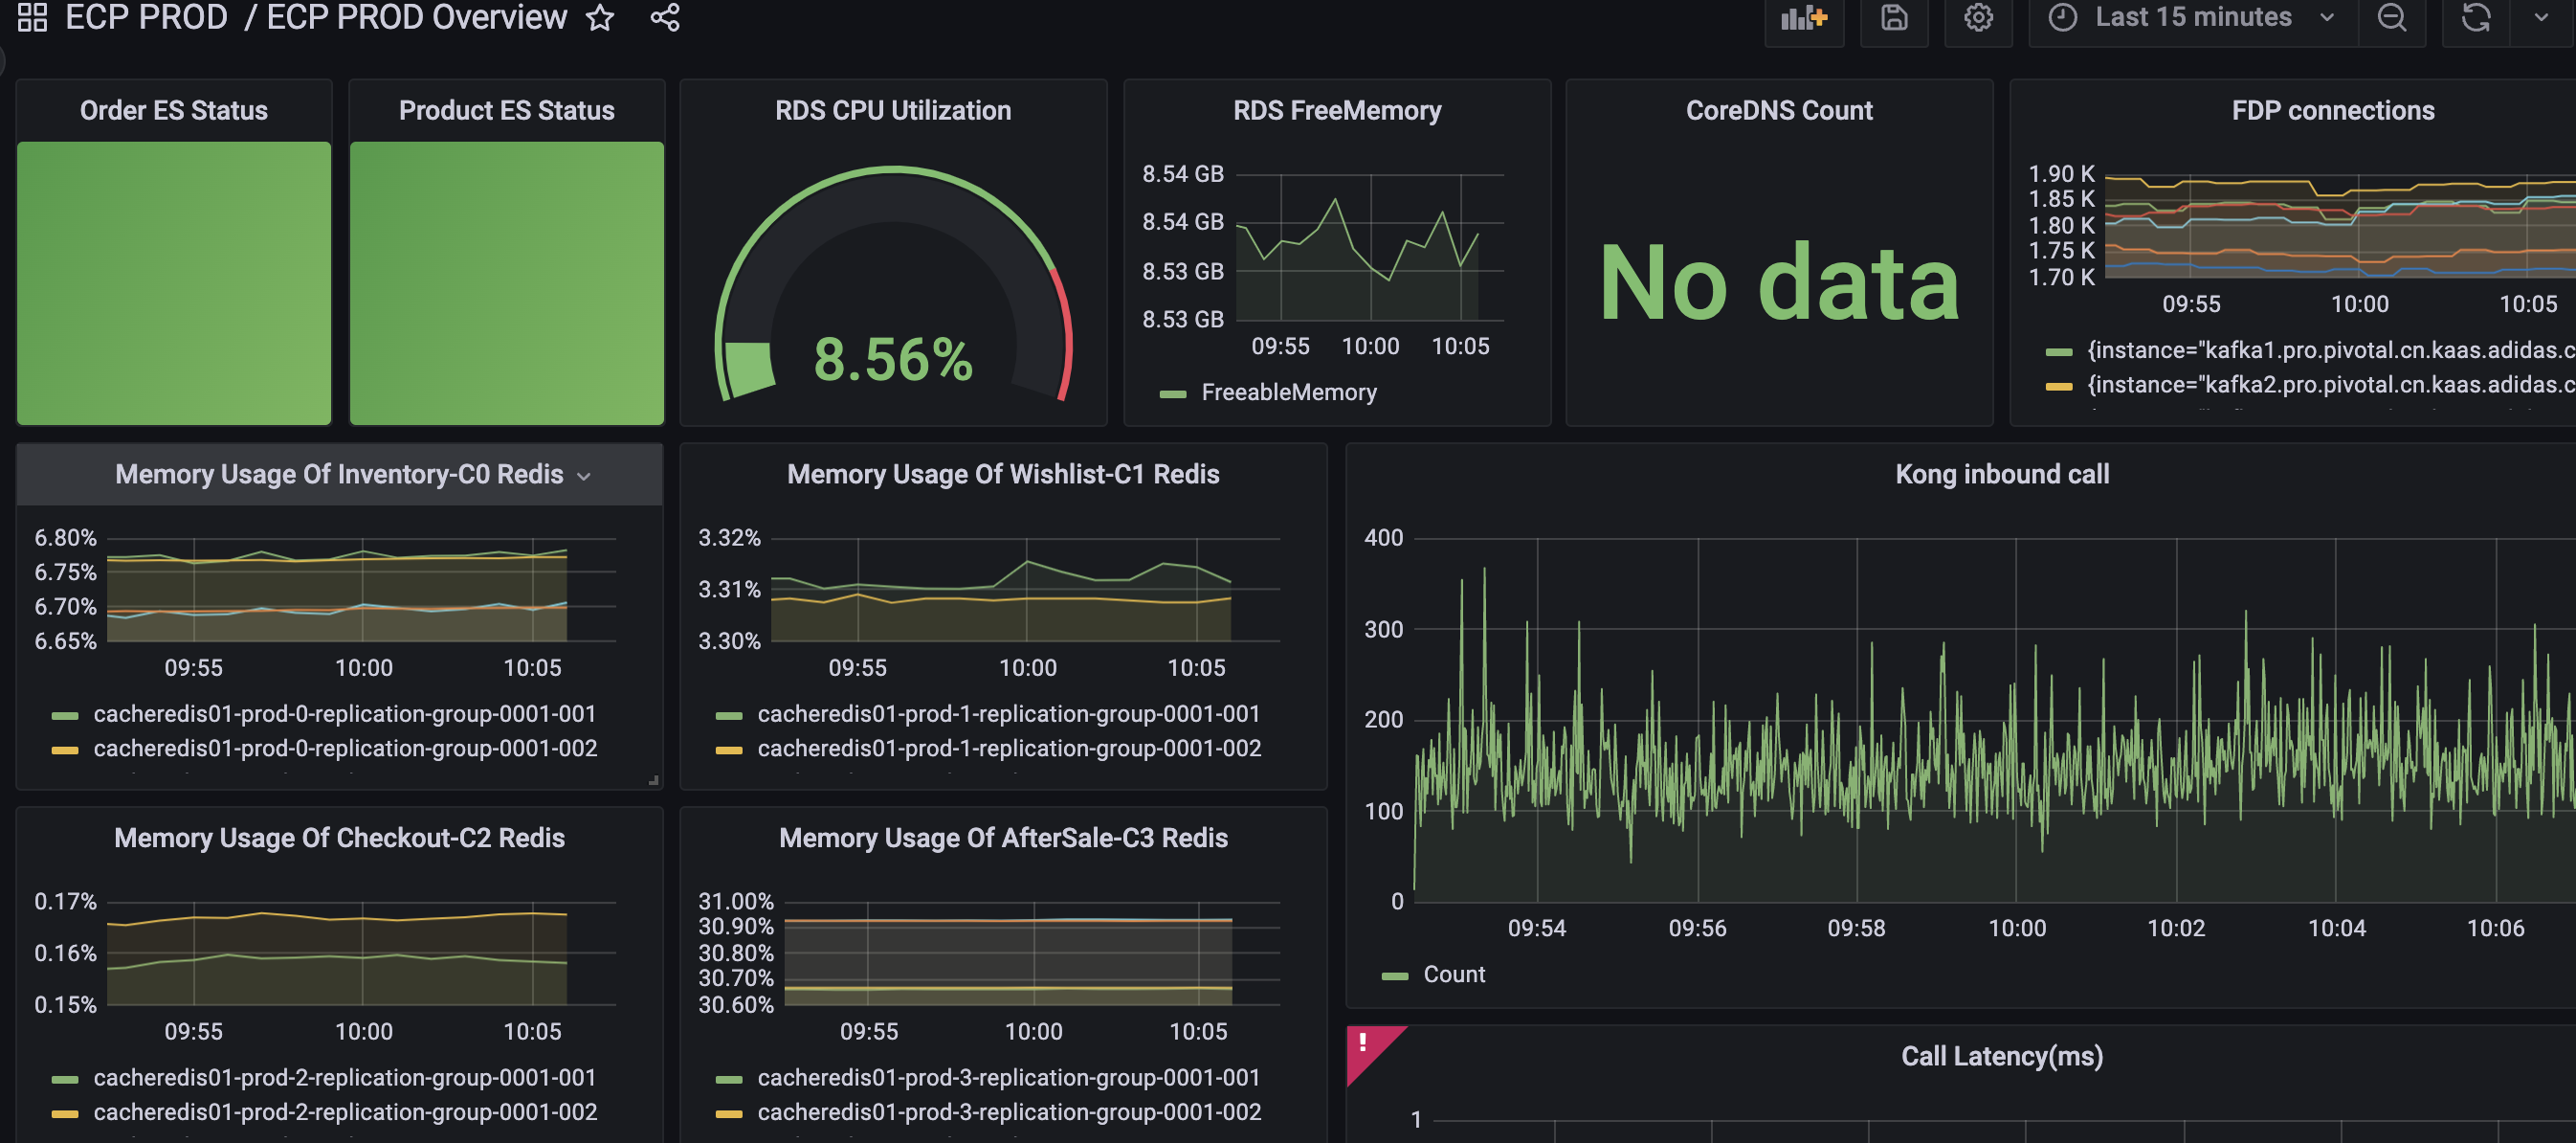 ECP PROD / ECP PROD Overview
Last 15 minutes
Order ES Status
Product ES Status
RDS CPU Utilization
8.56%
RDS FreeMemory
8.54 GB
8.54 GB
8.53 GB
8.53 GB
09:55 10:00 10:05
FreeableMemory
CoreDNS Count
No data
FDP connections
1.90 K
1.85 K
1.80 K
1.75 K
1.70 K
09:55 10:00 10:05
{instance="kafka1.pro.pivotal.cn.kaas.adidas.c
{instance="kafka2.pro.pivotal.cn.kaas.adidas.c
Memory Usage Of Inventory-C0 Redis
6.80%
6.75%
6.70%
6.65%
09:55 10:00 10:05
cacheredis01-prod-0-replication-group-0001-001
cacheredis01-prod-0-replication-group-0001-002
Memory Usage Of Wishlist-C1 Redis
3.32%
3.31%
3.30%
09:55 10:00 10:05
cacheredis01-prod-1-replication-group-0001-001
cacheredis01-prod-1-replication-group-0001-002
Kong inbound call
400
300
200
100
0
09:54 09:56 09:58 10:00 10:02 10:04 10:06
Count
Memory Usage Of Checkout-C2 Redis
0.17%
0.16%
0.15%
09:55 10:00 10:05
cacheredis01-prod-2-replication-group-0001-001
cacheredis01-prod-2-replication-group-0001-002
Memory Usage Of AfterSale-C3 Redis
31.00%
30.90%
30.80%
30.70%
30.60%
09:55 10:00 10:05
cacheredis01-prod-3-replication-group-0001-001
cacheredis01-prod-3-replication-group-0001-002
!
Call Latency(ms)
1